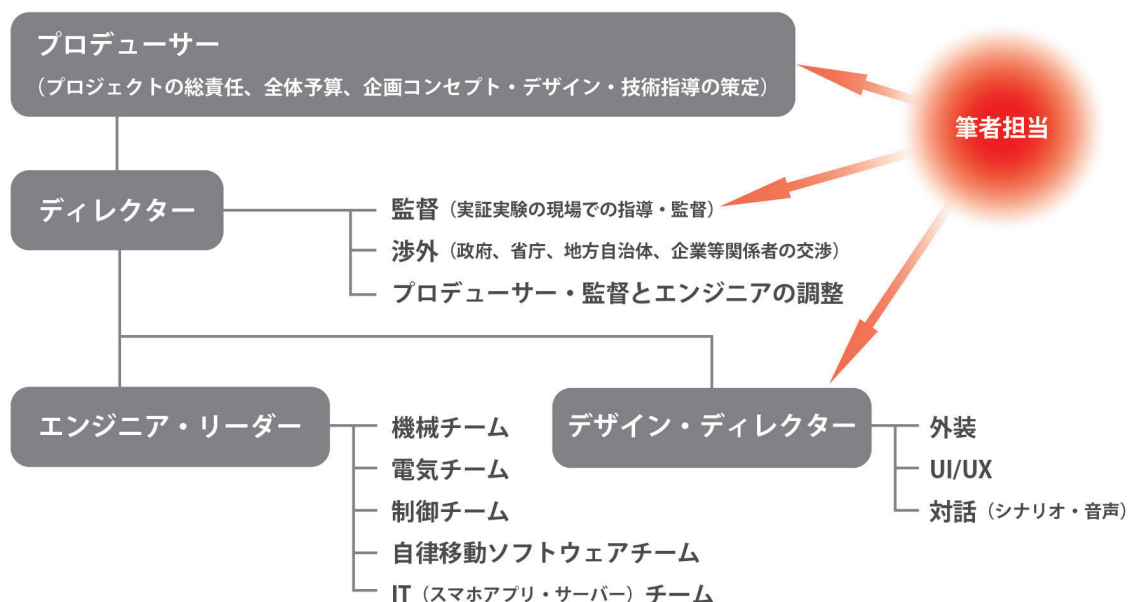 プロデューサー
（プロジェクトの総責任、全体予算、企画コンセプト・デザイン・技術指導の策定）
筆者担当
ディレクター
監督（実証実験の現場での指導・監督）
渉外（政府、省庁、地方自治体、企業等関係者の交渉）
プロデューサー・監督とエンジニアの調整
エンジニア・リーダー
機械チーム
電気チーム
制御チーム
自律移動ソフトウェアチーム
IT（スマホアプリ・サーバー）チーム
デザイン・ディレクター
外装
UI/UX
対話（シナリオ・音声）